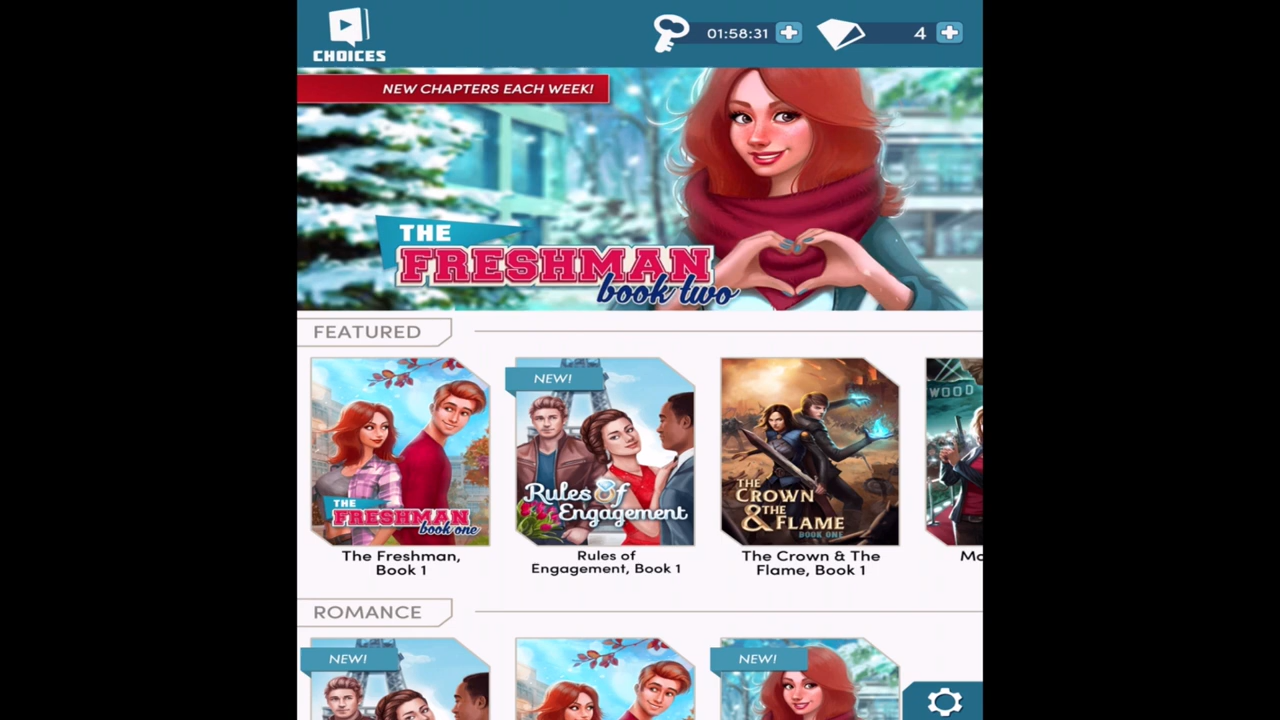 CHOICES
01:58:31
4
NEW CHAPTERS EACH WEEK!
THE
FRESHMAN
book two
FEATURED
THE
FRESHMAN
book one
The Freshman,
Book 1
NEW!
Rules of
Engagement
Rules of
Engagement, Book 1
THE
CROWN
& THE
FLAME
BOOK ONE
The Crown & The
Flame, Book 1
WOOD
Mo
ROMANCE
NEW!
NEW!